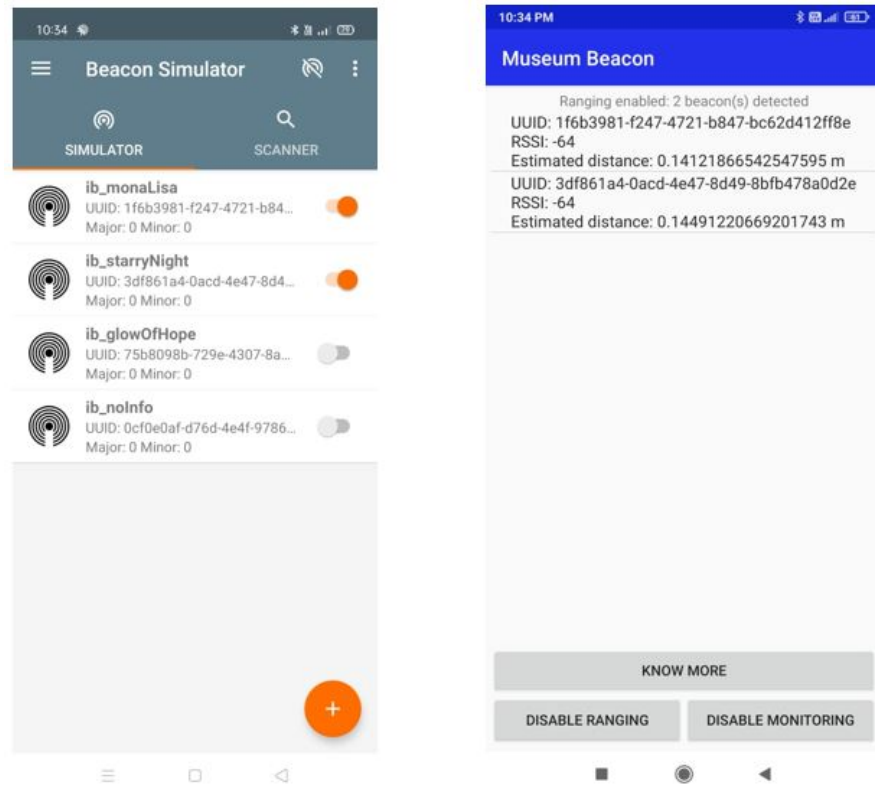 10:34
Beacon Simulator
SIMULATOR
SCANNER
ib_monaLisa
UUID: 1f6b3981-f247-4721-b84...
Major: 0 Minor: 0
ib_starryNight
UUID: 3df861a4-0acd-4e47-8d4...
Major: 0 Minor: 0
ib_glowOfHope
UUID: 75b8098b-729e-4307-8a...
Major: 0 Minor: 0
ib_noInfo
UUID: 0cf0e0af-d76d-4e4f-9786...
Major: 0 Minor: 0
10:34 PM
Museum Beacon
Ranging enabled: 2 beacon(s) detected
UUID: 1f6b3981-f247-4721-b847-bc62d412ff8e
RSSI: -64
Estimated distance: 0.14121866542547595 m
UUID: 3df861a4-0acd-4e47-8d49-8bfb478a0d2e
RSSI: -64
Estimated distance: 0.14491220669201743 m
KNOW MORE
DISABLE RANGING
DISABLE MONITORING